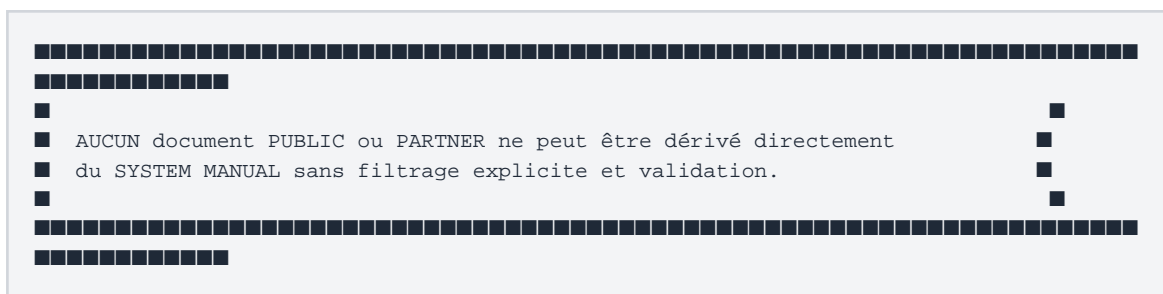 AUCUN document PUBLIC ou PARTNER ne peut être dérivé directement
du SYSTEM MANUAL sans filtrage explicite et validation.